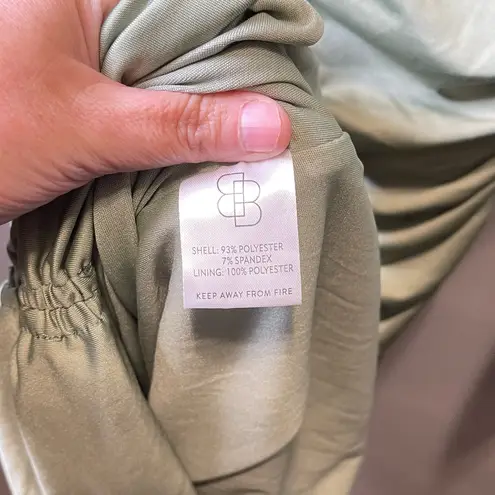 SHELL: 93% POLYESTER
7% SPANDEX
LINING: 100% POLYESTER
KEEP AWAY FROM FIRE